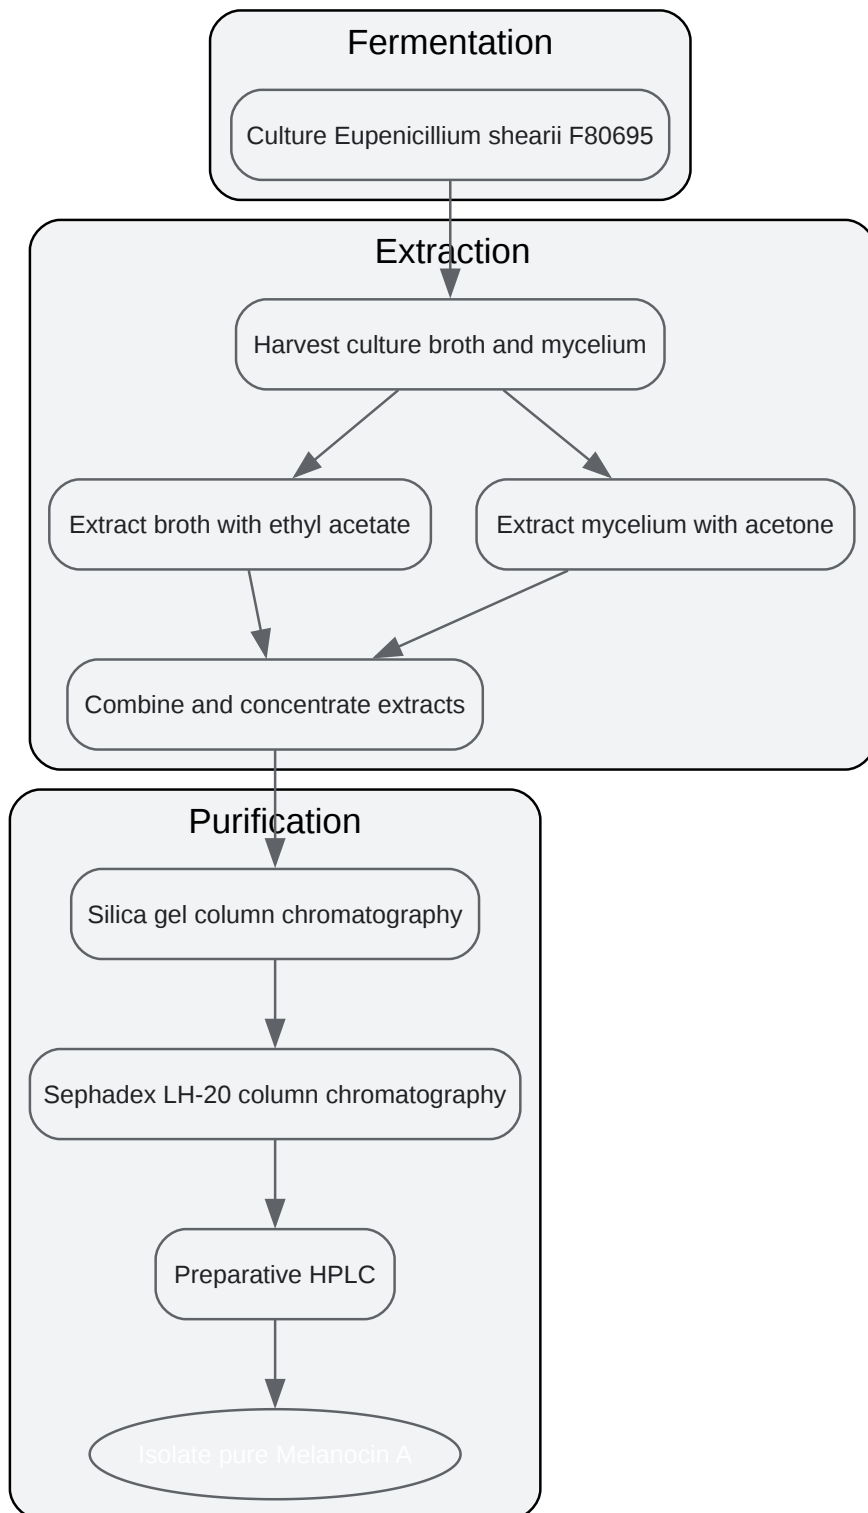 Fermentation
Culture Eupenicillium shearii F80695
Extraction
Harvest culture broth and mycelium
Extract broth with ethyl acetate
Extract mycelium with acetone
Combine and concentrate extracts
Purification
Silica gel column chromatography
Sephadex LH-20 column chromatography
Preparative HPLC
Isolate pure Melanocin A